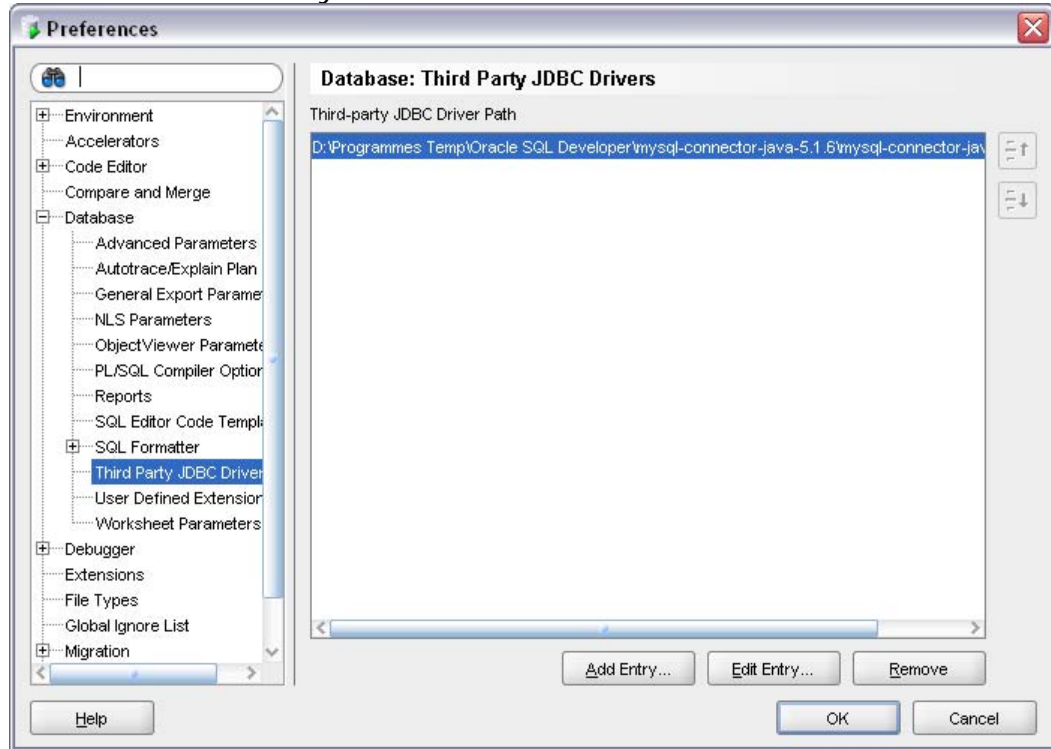 Preferences
Database: Third Party JDBC Drivers
Third-party JDBC Driver Path
D:\Programmes Temp\Oracle SQL Developer\mysql-connector-java-5.1.6\mysql-connector-jav
Environment
Accelerators
Code Editor
Compare and Merge
Database
Advanced Parameters
Autotrace/Explain Plan
General Export Parame
NLS Parameters
ObjectViewer Paramete
PL/SQL Compiler Option
Reports
SQL Editor Code Templ
SQL Formatter
Third Party JDBC Driver
User Defined Extension
Worksheet Parameters
Debugger
Extensions
File Types
Global Ignore List
Migration
Add Entry...
Edit Entry...
Remove
Help
OK
Cancel